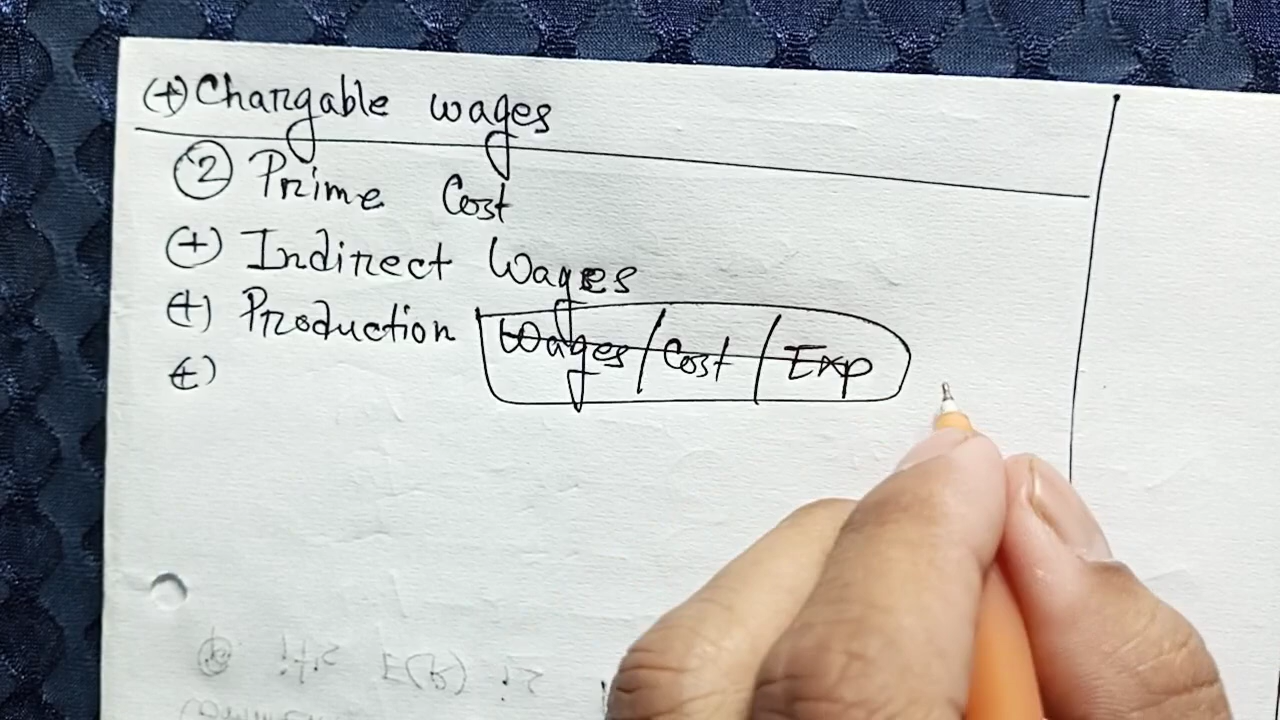 (+) Chargable wages
② Prime Cost
(+) Indirect Wages
(+) Production Wages / Cost / Exp
(+)